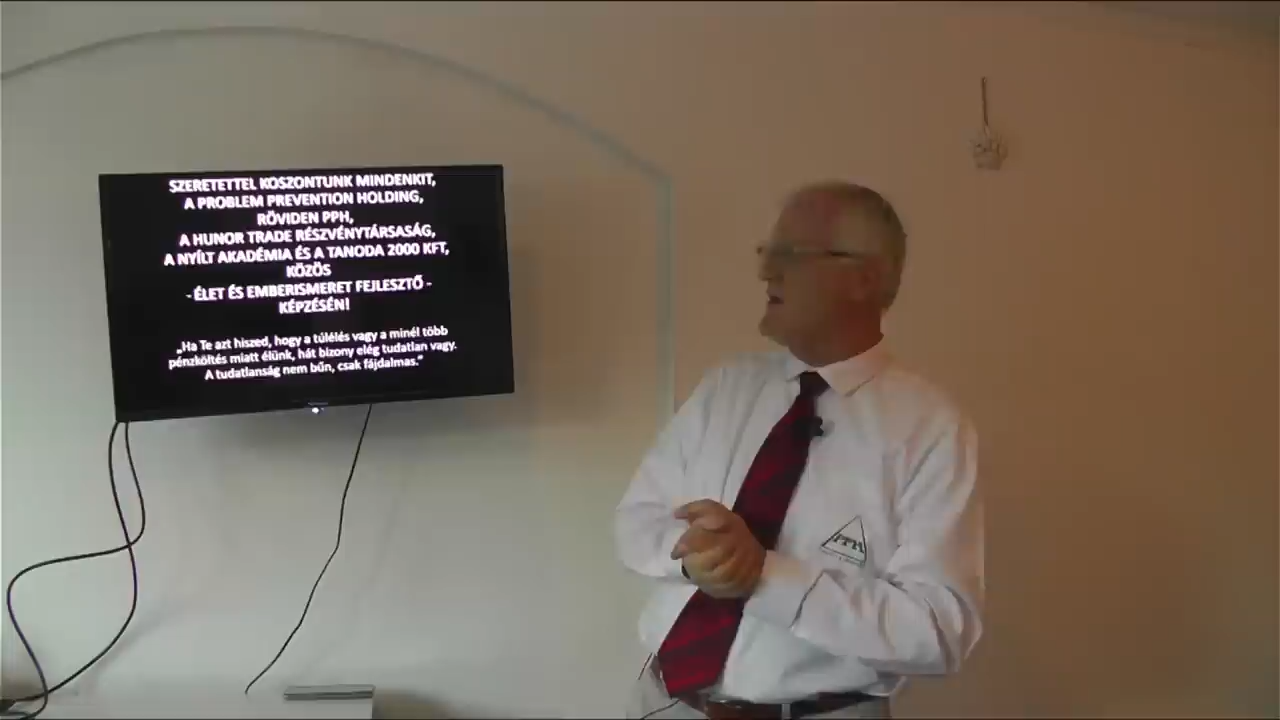 SZERETETTEL KÖSZÖNTÜNK MINDENKIT,
A PROBLEM PREVENTION HOLDING,
RÖVIDEN PPH,
A HUNOR TRADE RÉSZVÉNYTÁRSASÁG,
A NYÍLT AKADÉMIA ÉS A TANODA 2000 KFT,
KÖZÖS
- ÉLET ÉS EMBERISMERET FEJLESZTŐ -
KÉPZÉSÉN!
„Ha Te azt hiszed, hogy a túlélés vagy a minél több
pénzköltés miatt élünk, hát bizony elég tudatlan vagy.
A tudatlanság nem bűn, csak fájdalmas.”